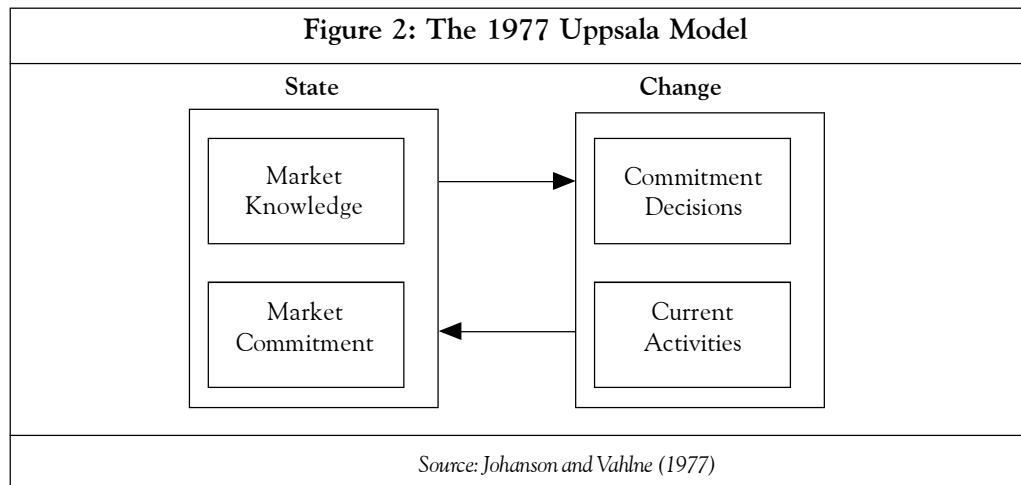 Figure 2: The 1977 Uppsala Model
State
Change
Market
Knowledge
Commitment
Decisions
Market
Commitment
Current
Activities
Source: Johanson and Vahlne (1977)